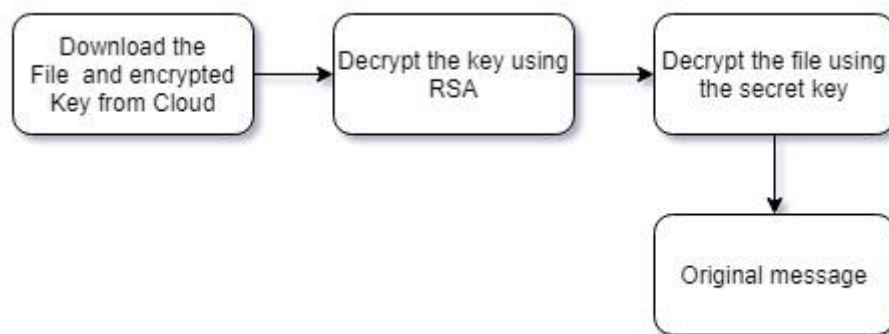 Download the
File  and encrypted
Key from Cloud
Decrypt the key using
RSA
Decrypt the file using
the secret key
Original message